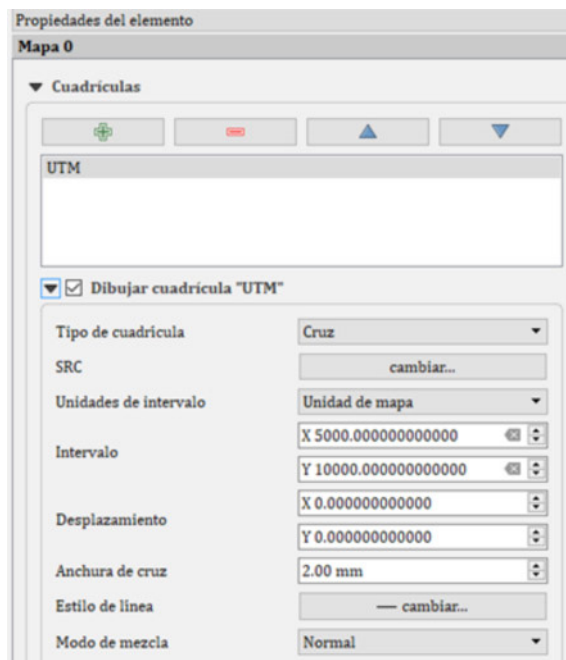 Propiedades del elemento
Mapa 0
Cuadrículas
UTM
Dibujar cuadrícula "UTM"
Tipo de cuadrícula Cruz
SRC cambiar...
Unidades de intervalo Unidad de mapa
Intervalo X 5000.000000000000
Y 10000.000000000000
Desplazamiento X 0.000000000000
Y 0.000000000000
Anchura de cruz 2.00 mm
Estilo de línea cambiar...
Modo de mezcla Normal